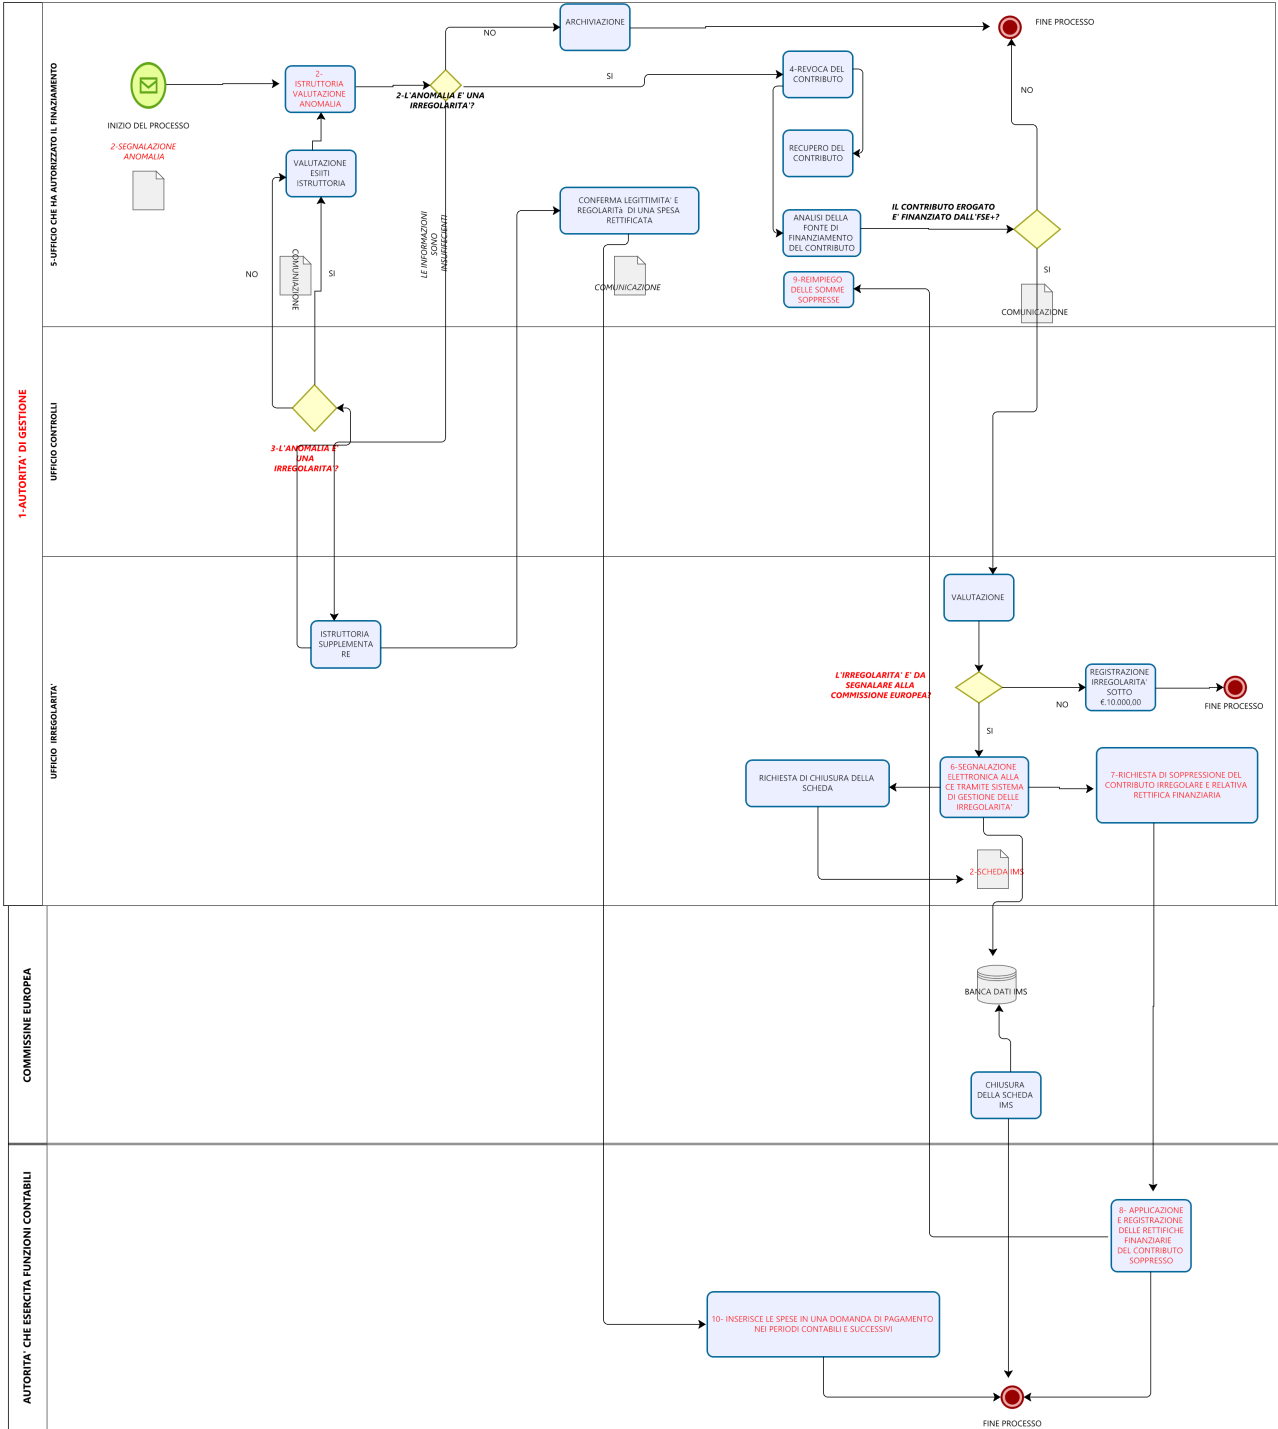 ARCHIVIAZIONE
FINE PROCESSO
NO
SI
4-REVOCA DEL
CONTRIBUTO
2-
ISTRUTTORIA
VALUTAZIONE
ANOMALIA
2-L'ANOMALIA E' UNA
IRREGOLARITA'?
NO
INIZIO DEL PROCESSO
2-SEGNALAZIONE
ANOMALIA
5-UFFICIO CHE HA AUTORIZZATO IL FINAZIAMENTO
VALUTAZIONE
ESIITI
ISTRUTTORIA
RECUPERO DEL
CONTRIBUTO
CONFERMA LEGITTIMITA' E
REGOLARITà DI UNA SPESA
RETTIFICATA
IL CONTRIBUTO EROGATO
E' FINANZIATO DALL'FSE+?
ANALISI DELLA
FONTE DI
FINANZIAMENTO
DEL CONTRIBUTO
LE INFORMAZIONI
SONO
INSUFIFECIENTI
NO
COMUNIAZIONE
SI
COMUNICAZIONE
9-REIMPIEGO
DELLE SOMME
SOPPRESSE
SI
COMUNICAZIONE
1-AUTORITA' DI GESTIONE
UFFICIO CONTROLLI
3-L'ANOMALIA E'
UNA
IRREGOLARITA'?
VALUTAZIONE
ISTRUTTORIA
SUPPLEMENTA
RE
UFFICIO IRREGOLARITA'
L'IRREGOLARITA' E' DA
SEGNALARE ALLA
COMMISSIONE EUROPEA?
NO
REGISTRAZIONE
IRREGOLARITA'
SOTTO
€.10.000,00
FINE PROCESSO
SI
RICHIESTA DI CHIUSURA DELLA
SCHEDA
6-SEGNALAZIONE
ELETTRONICA ALLA
CE TRAMITE SISTEMA
DI GESTIONE DELLE
IRREGOLARITA'
7-RICHIESTA DI SOPPRESSIONE DEL
CONTRIBUTO IRREGOLARE E RELATIVA
RETTIFICA FINANZIARIA
2-SCHEDA IMS
COMMISSINE EUROPEA
BANCA DATI IMS
CHIUSURA
DELLA SCHEDA
IMS
AUTORITA' CHE ESERCITA FUNZIONI CONTABILI
8- APPLICAZIONE
E REGISTRAZIONE
DELLE RETTIFICHE
FINANZIARIE
DEL CONTRIBUTO
SOPPRESSO
10- INSERISCE LE SPESE IN UNA DOMANDA DI PAGAMENTO
NEI PERIODI CONTABILI E SUCCESSIVI
FINE PROCESSO